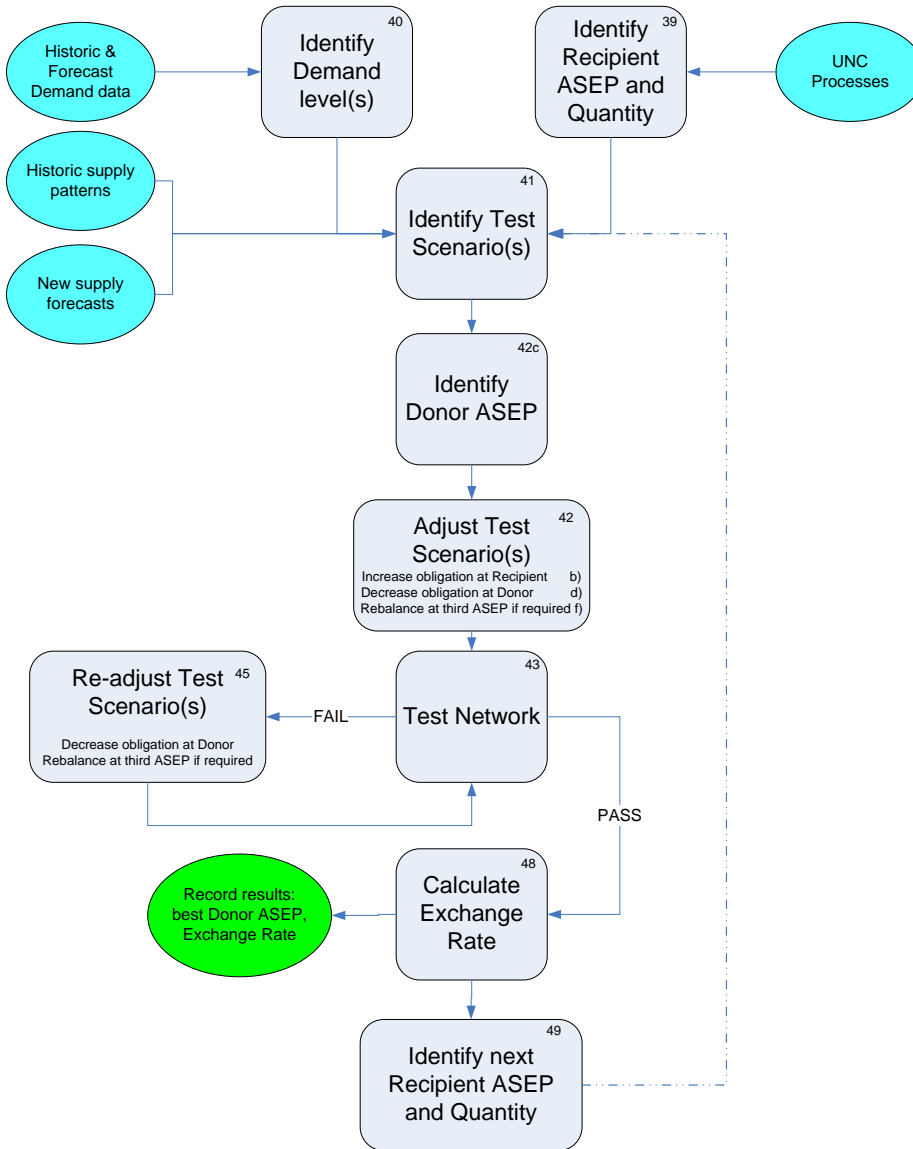 Historic &
Forecast
Demand data
40
Identify
Demand
level(s)
39
Identify
Recipient
ASEP and
Quantity
UNC
Processes
Historic supply
patterns
New supply
forecasts
41
Identify Test
Scenario(s)
42c
Identify
Donor ASEP
42
Adjust Test
Scenario(s)
Increase obligation at Recipient b)
Decrease obligation at Donor d)
Rebalance at third ASEP if required f)
45
Re-adjust Test
Scenario(s)
Decrease obligation at Donor
Rebalance at third ASEP if required
FAIL
43
Test Network
PASS
48
Calculate
Exchange
Rate
Record results:
best Donor ASEP,
Exchange Rate
49
Identify next
Recipient ASEP
and Quantity